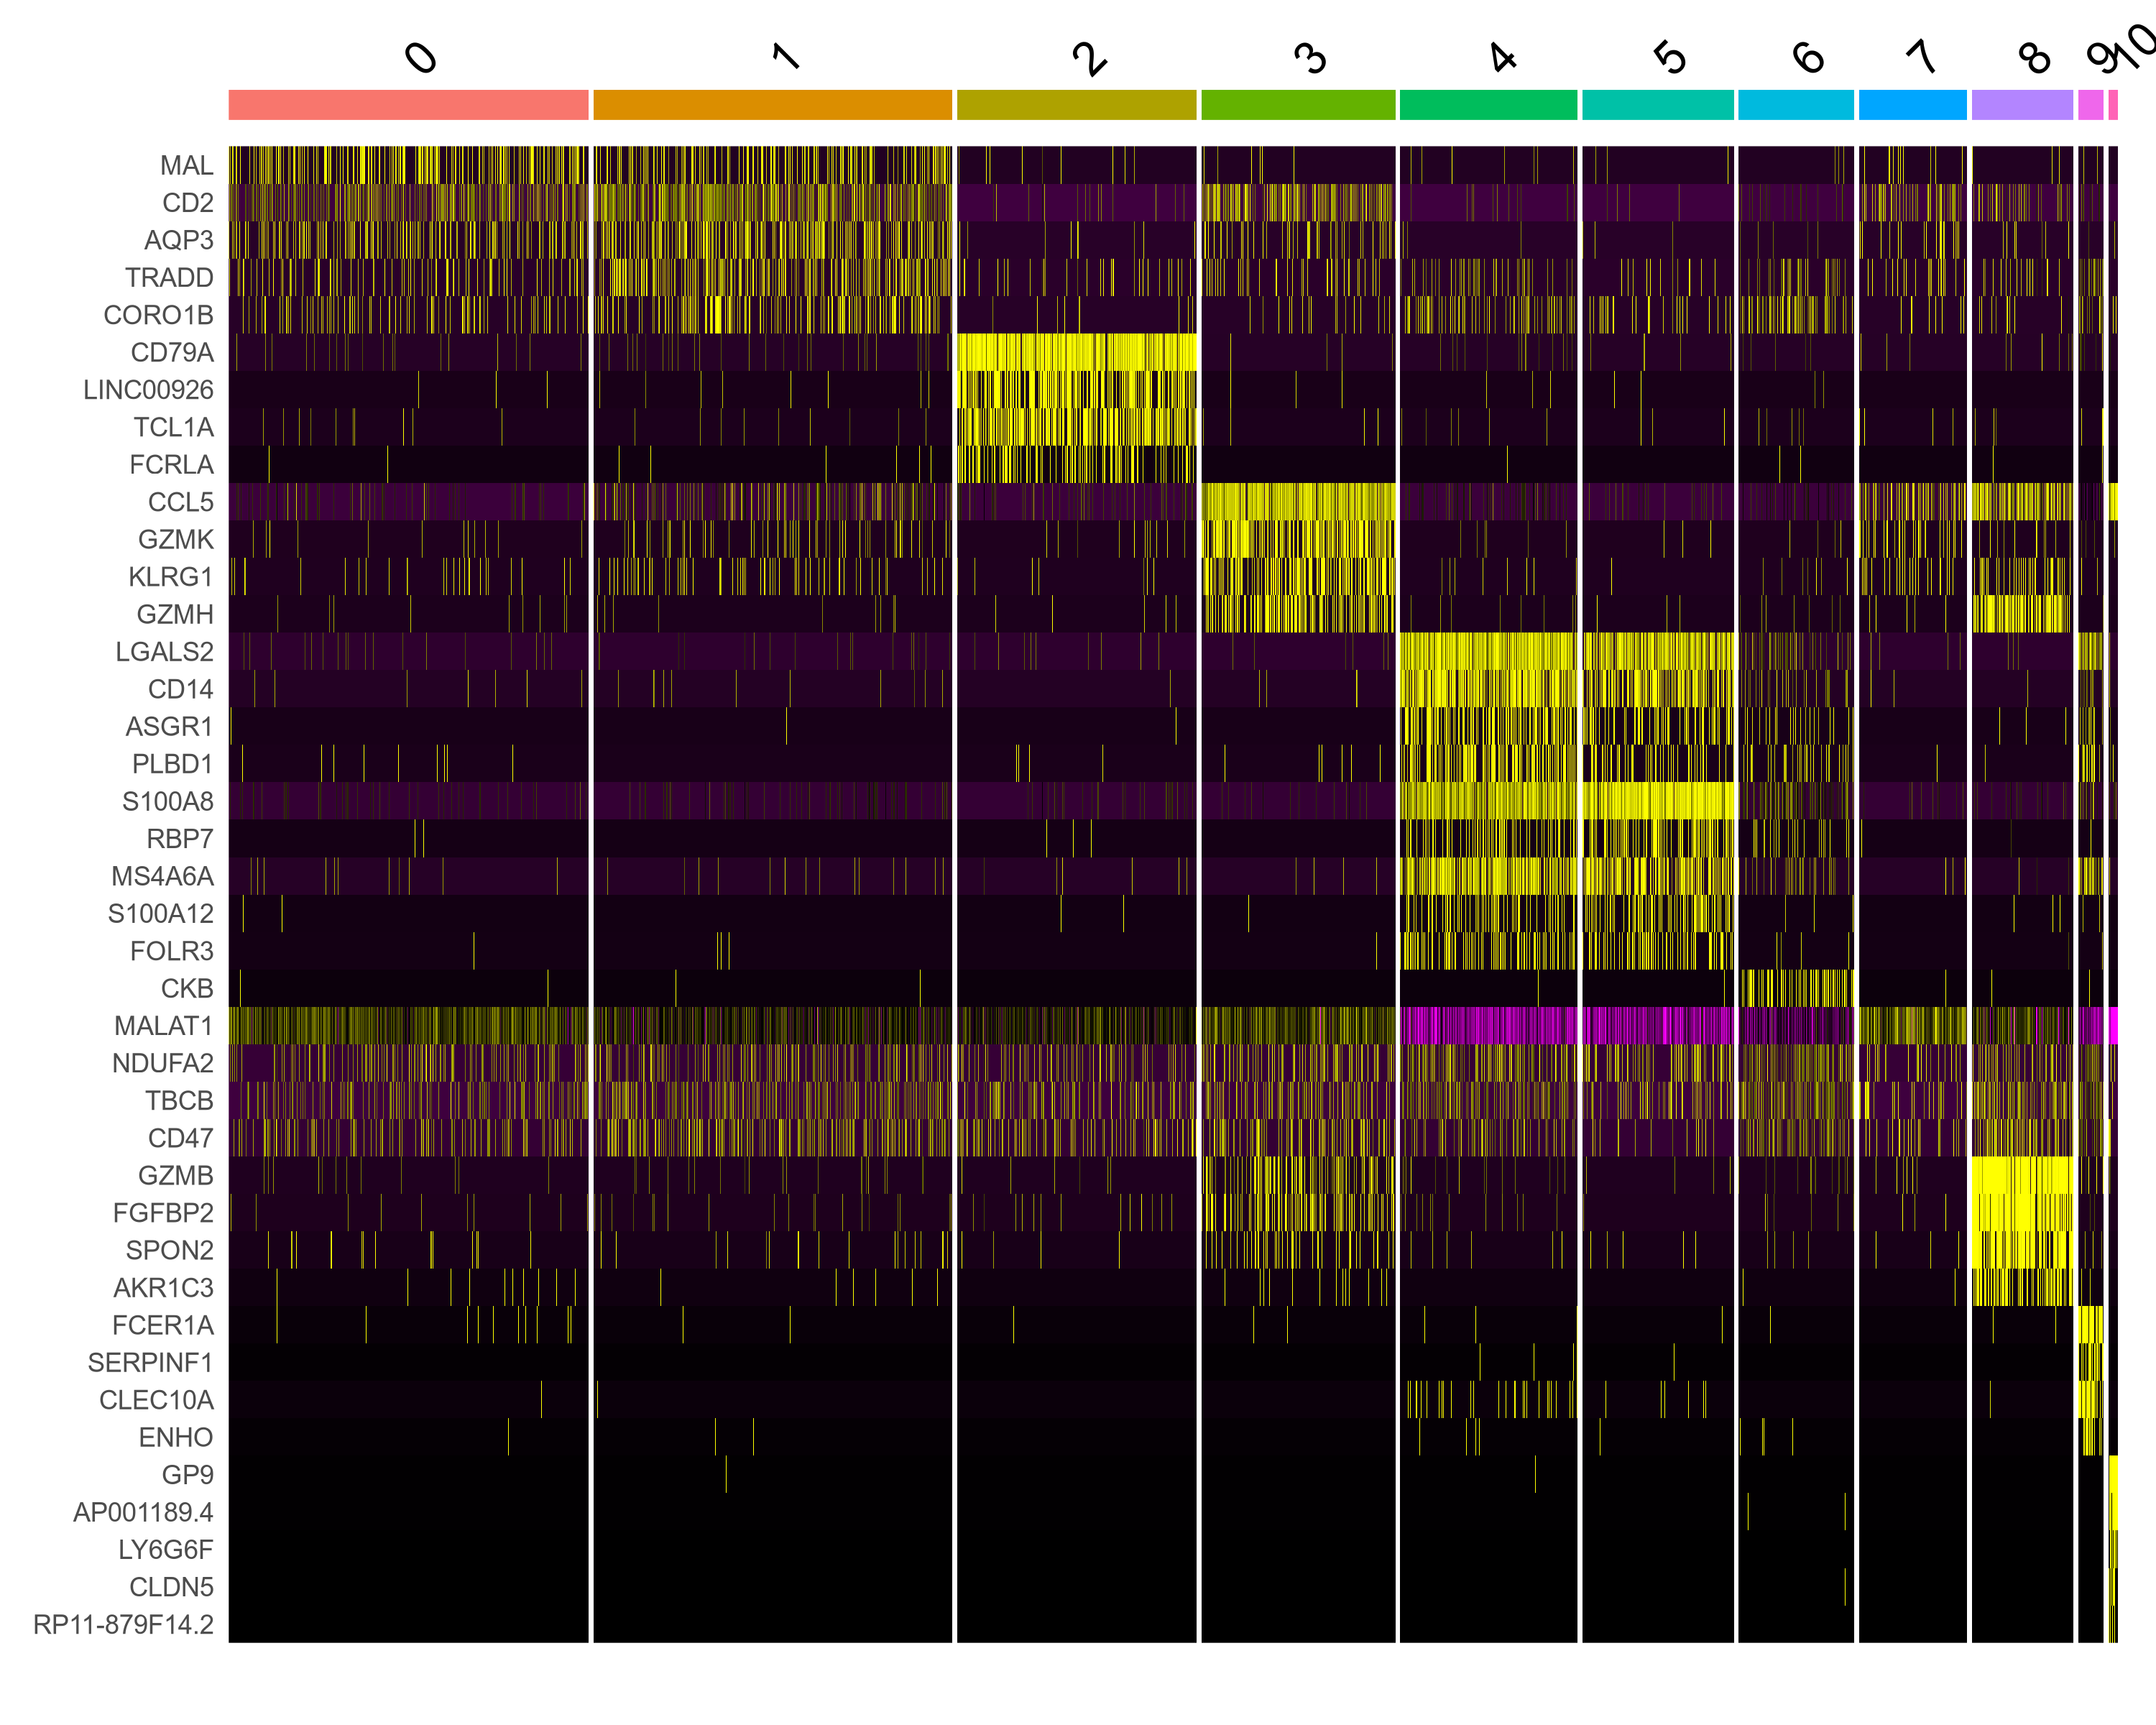 0 1 2 3 4 5 6 7 8 9 10
MAL
CD2
AQP3
TRADD
CORO1B
CD79A
LINC00926
TCL1A
FCRLA
CCL5
GZMK
KLRG1
GZMH
LGALS2
CD14
ASGR1
PLBD1
S100A8
RBP7
MS4A6A
S100A12
FOLR3
CKB
MALAT1
NDUFA2
TBCB
CD47
GZMB
FGFBP2
SPON2
AKR1C3
FCER1A
SERPINF1
CLEC10A
ENHO
GP9
AP001189.4
LY6G6F
CLDN5
RP11-879F14.2